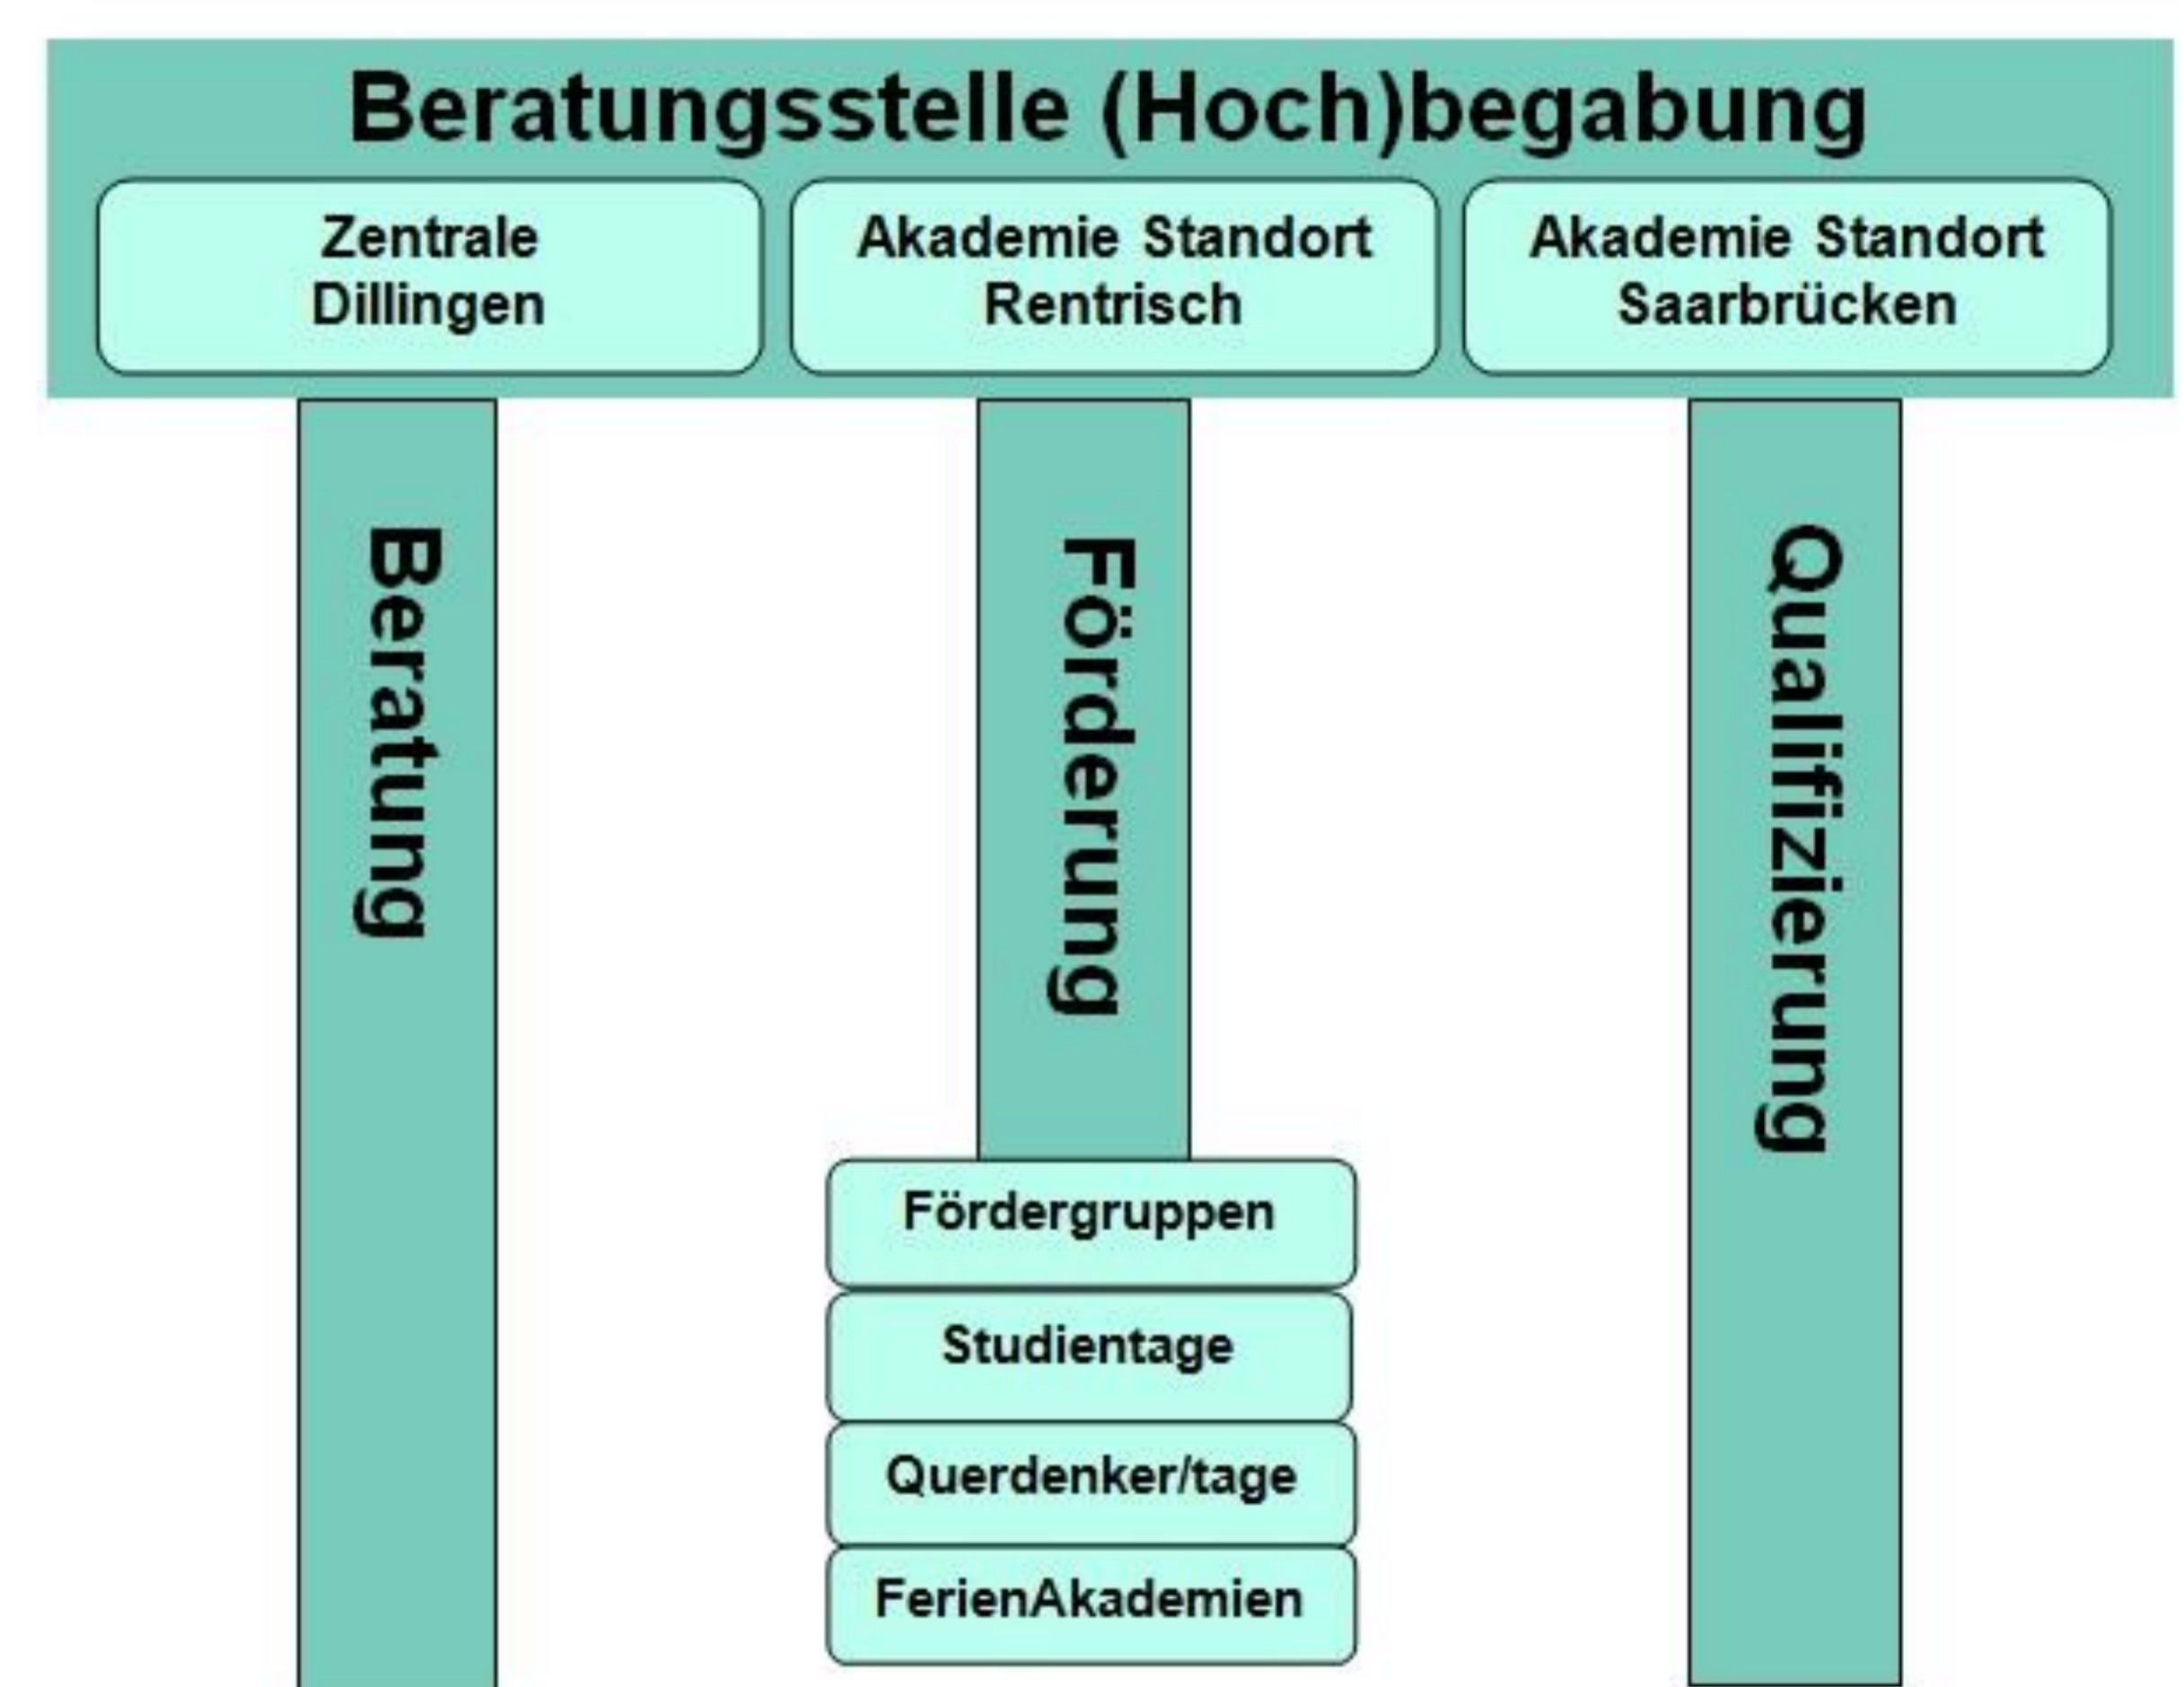 Beratungsstelle (Hoch)begabung
Zentrale
Dillingen
Akademie Standort
Rentrisch
Akademie Standort
Saarbrücken
Beratung
Förderung
Qualifizierung
Fördergruppen
Studientage
Querdenker/tage
FerienAkademien